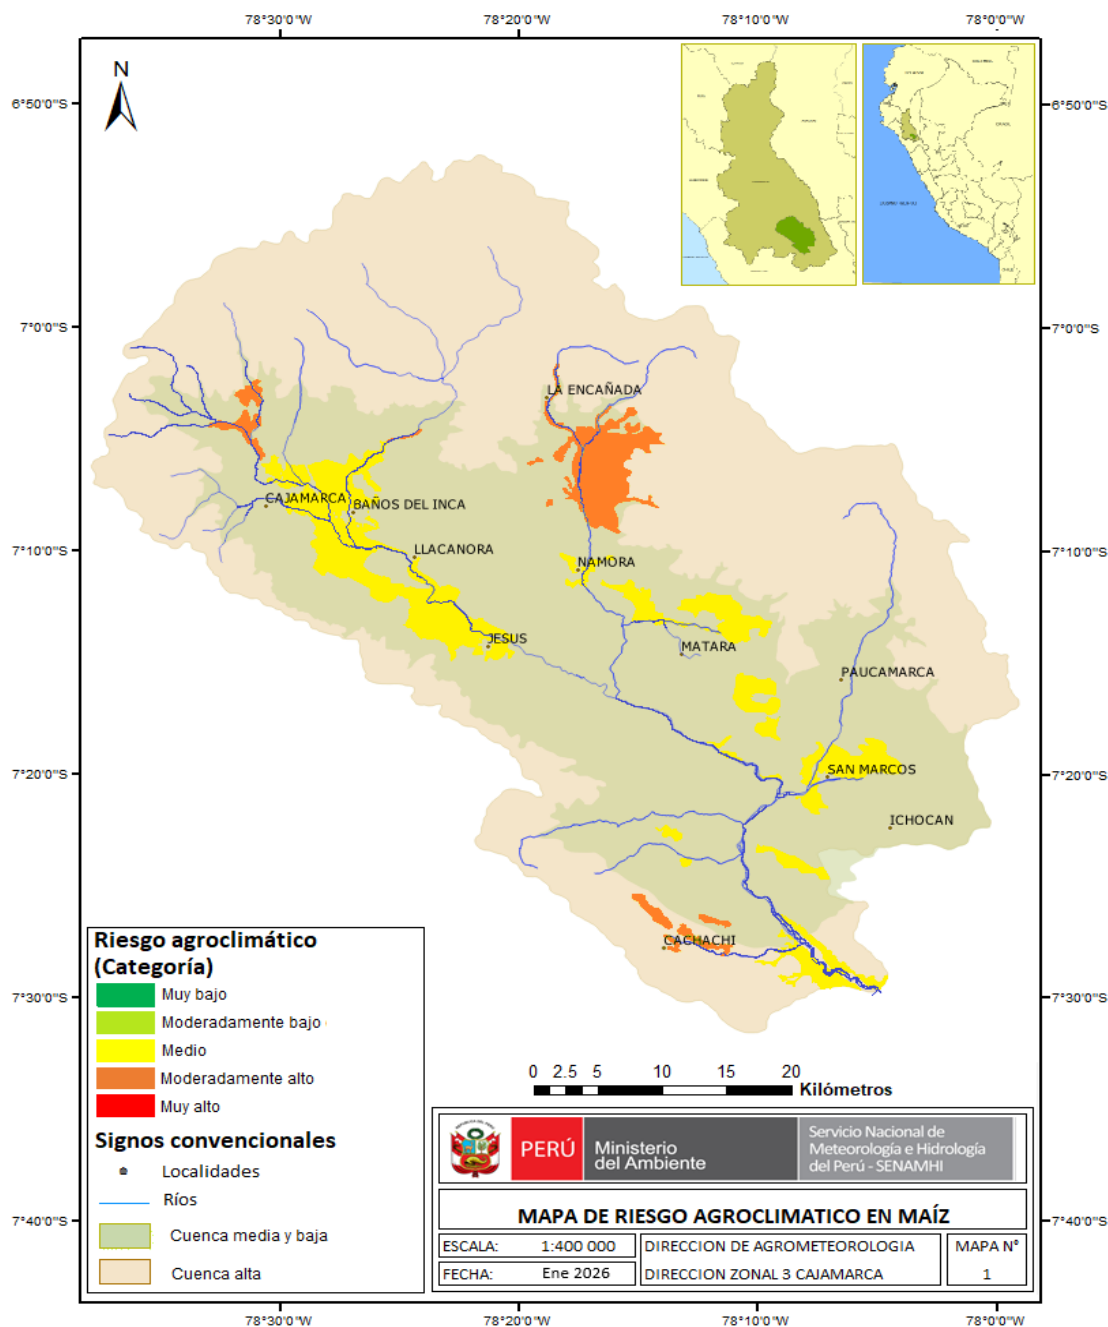 78°30'0"W
78°20'0"W
78°10'0"W
78°0'0"W
N
6°50'0"S
6°50'0"S
7°0'0"S
7°0'0"S
LA ENCAÑADA
CAJAMARCA
BAÑOS DEL INCA
7°10'0"S
7°10'0"S
LLACANORA
NAMORA
JESUS
MATARA
PAUCAMARCA
7°20'0"S
7°20'0"S
SAN MARCOS
ICHOCAN
CACHACHI
7°30'0"S
7°30'0"S
7°40'0"S
7°40'0"S
Riesgo agroclimático
(Categoría)
Muy bajo
Moderadamente bajo
Medio
Moderadamente alto
Muy alto
Signos convencionales
Localidades
Ríos
Cuenca media y baja
Cuenca alta
0 2.5 5 10 15 20
Kilómetros
PERÚ
Ministerio
del Ambiente
Servicio Nacional de
Meteorología e Hidrología
del Perú - SENAMHI
MAPA DE RIESGO AGROCLIMATICO EN MAÍZ
ESCALA: 1:400 000
DIRECCION DE AGROMETEOROLOGIA
MAPA N°
FECHA: Ene 2026
DIRECCION ZONAL 3 CAJAMARCA
1
78°30'0"W
78°20'0"W
78°10'0"W
78°0'0"W